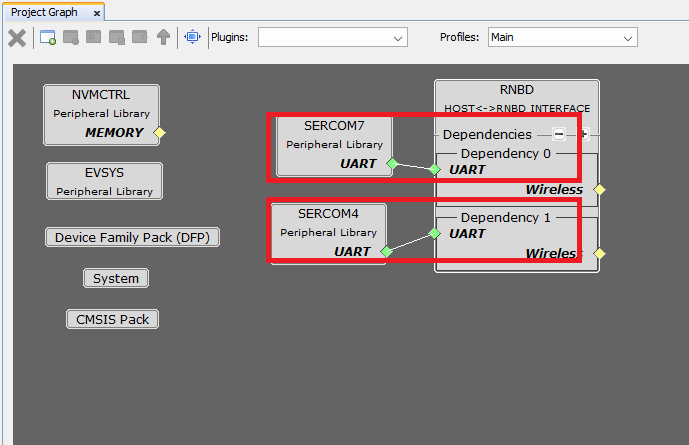 Project Graph x
Plugins:
Profiles: Main
NVMCTRL
Peripheral Library
MEMORY
EVSYS
Peripheral Library
Device Family Pack (DFP)
System
CMSIS Pack
SERCOM7
Peripheral Library
UART
SERCOM4
Peripheral Library
UART
RNBD
HOST<->RNBD INTERFACE
Dependencies
Dependency 0
UART
Wireless
Dependency 1
UART
Wireless